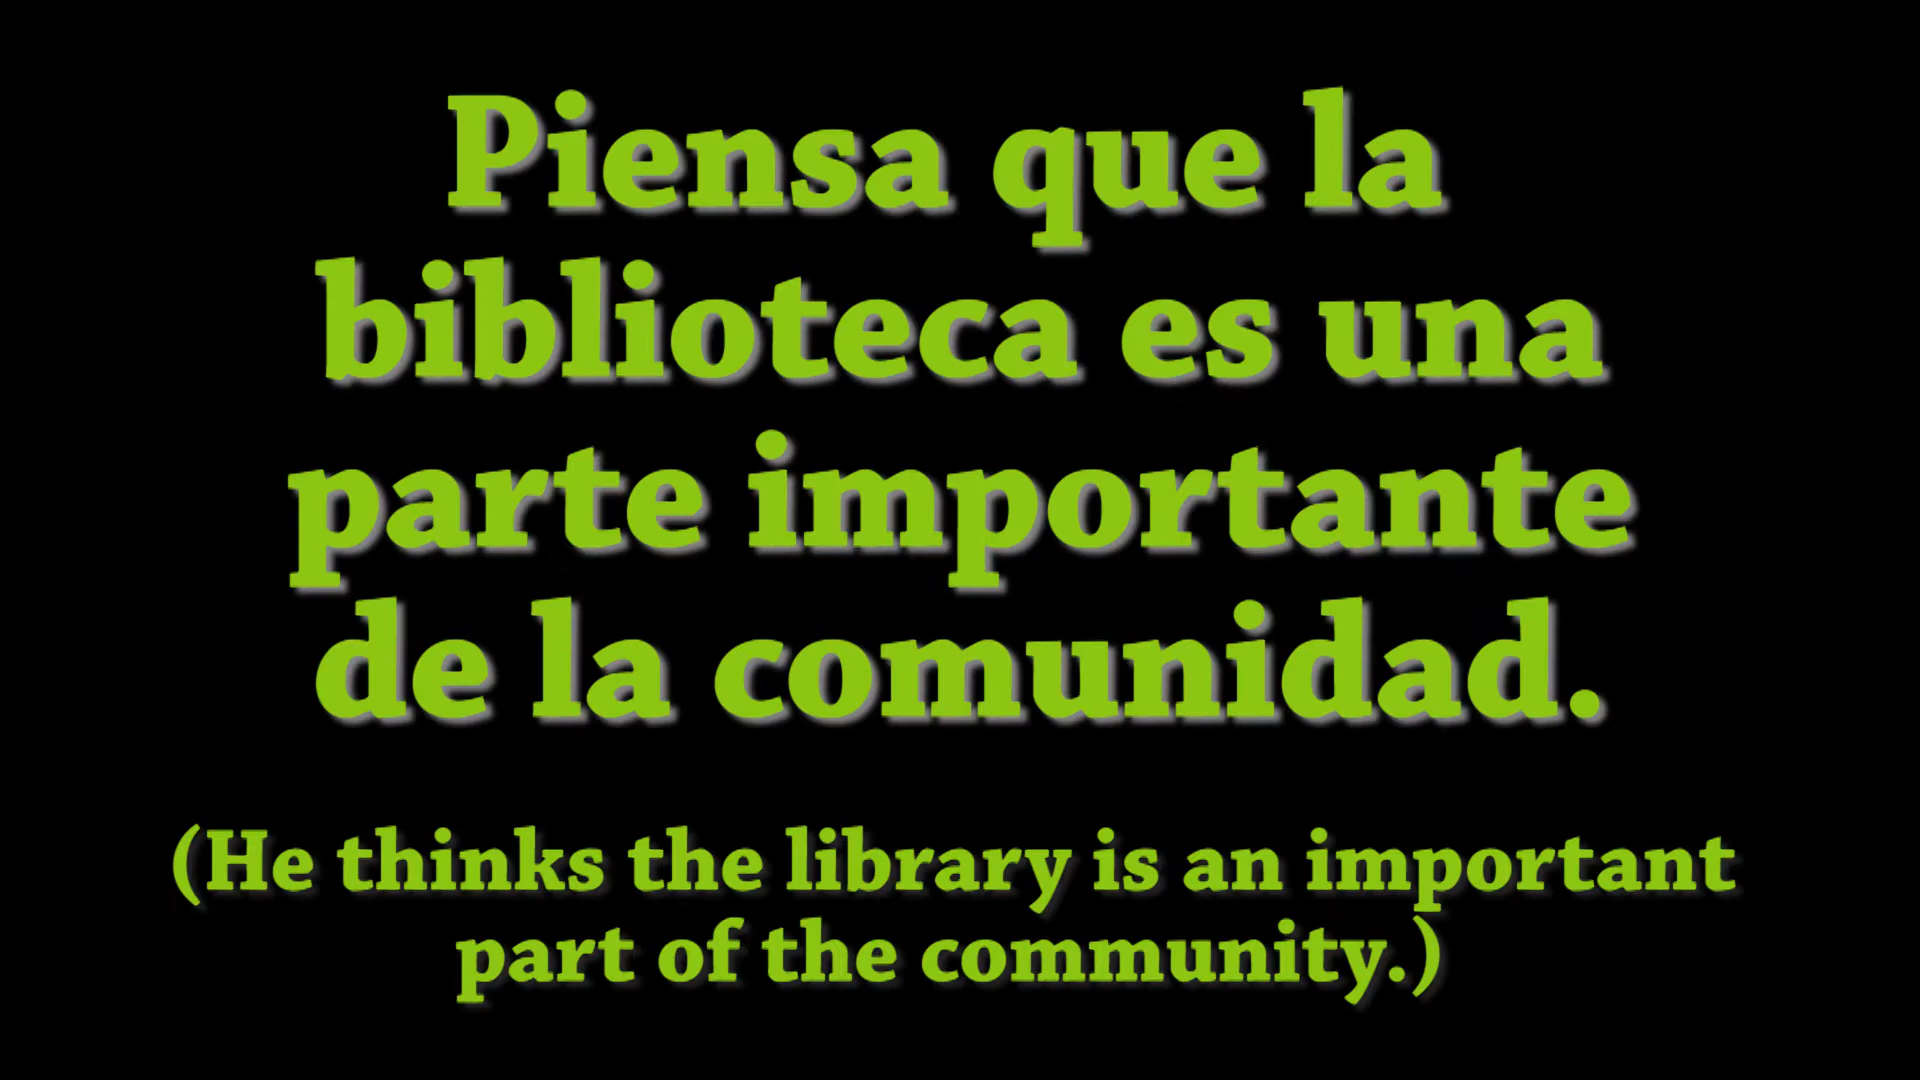 Piensa que la
biblioteca es una
parte importante
de la comunidad.
(He thinks the library is an important
part of the community.)